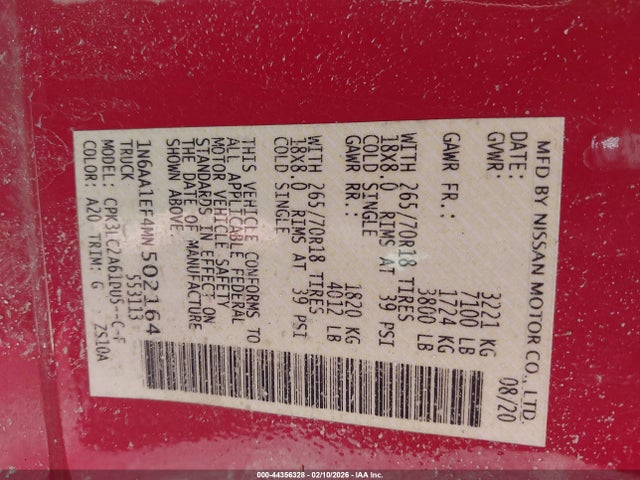 MFD BY NISSAN MOTOR CO., LTD.
DATE: 08/20
GVWR: 3221 KG
7100 LB
GAWR FR: 1724 KG
3800 LB
WITH 265/70R18 TIRES
18X8.0 RIMS AT 39 PSI
COLD SINGLE
GAWR RR: 1820 KG
4012 LB
WITH 265/70R18 TIRES
18X8.0 RIMS AT 39 PSI
COLD SINGLE
THIS VEHICLE CONFORMS TO
ALL APPLICABLE FEDERAL
MOTOR VEHICLE SAFETY
STANDARDS IN EFFECT ON
THE DATE OF MANUFACTURE
SHOWN ABOVE.
1N6AA1EF4MN502164
TRUCK 553113
MODEL: CPK3LCZA61DU5--C-F
COLOR: A20 TRIM: G - ZS10A
000-44356328 - 02/10/2026 - IAA Inc.